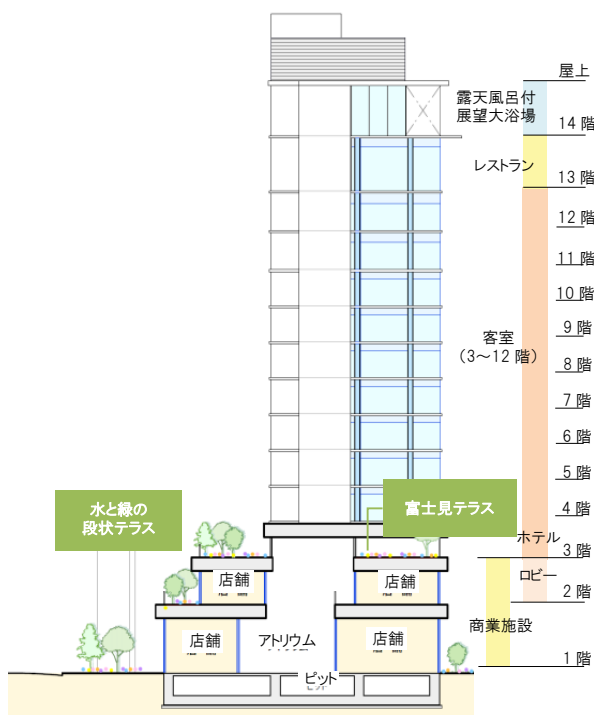 屋上
露天風呂付
展望大浴場
14 階
レストラン
13 階
12 階
11 階
10 階
客室
（3～12 階）
9 階
8 階
7 階
6 階
5 階
4 階
水と緑の
段状テラス
富士見テラス
ホテル
ロビー
3 階
2 階
店舗
店舗
商業施設
店舗
アトリウム
店舗
1 階
ピット